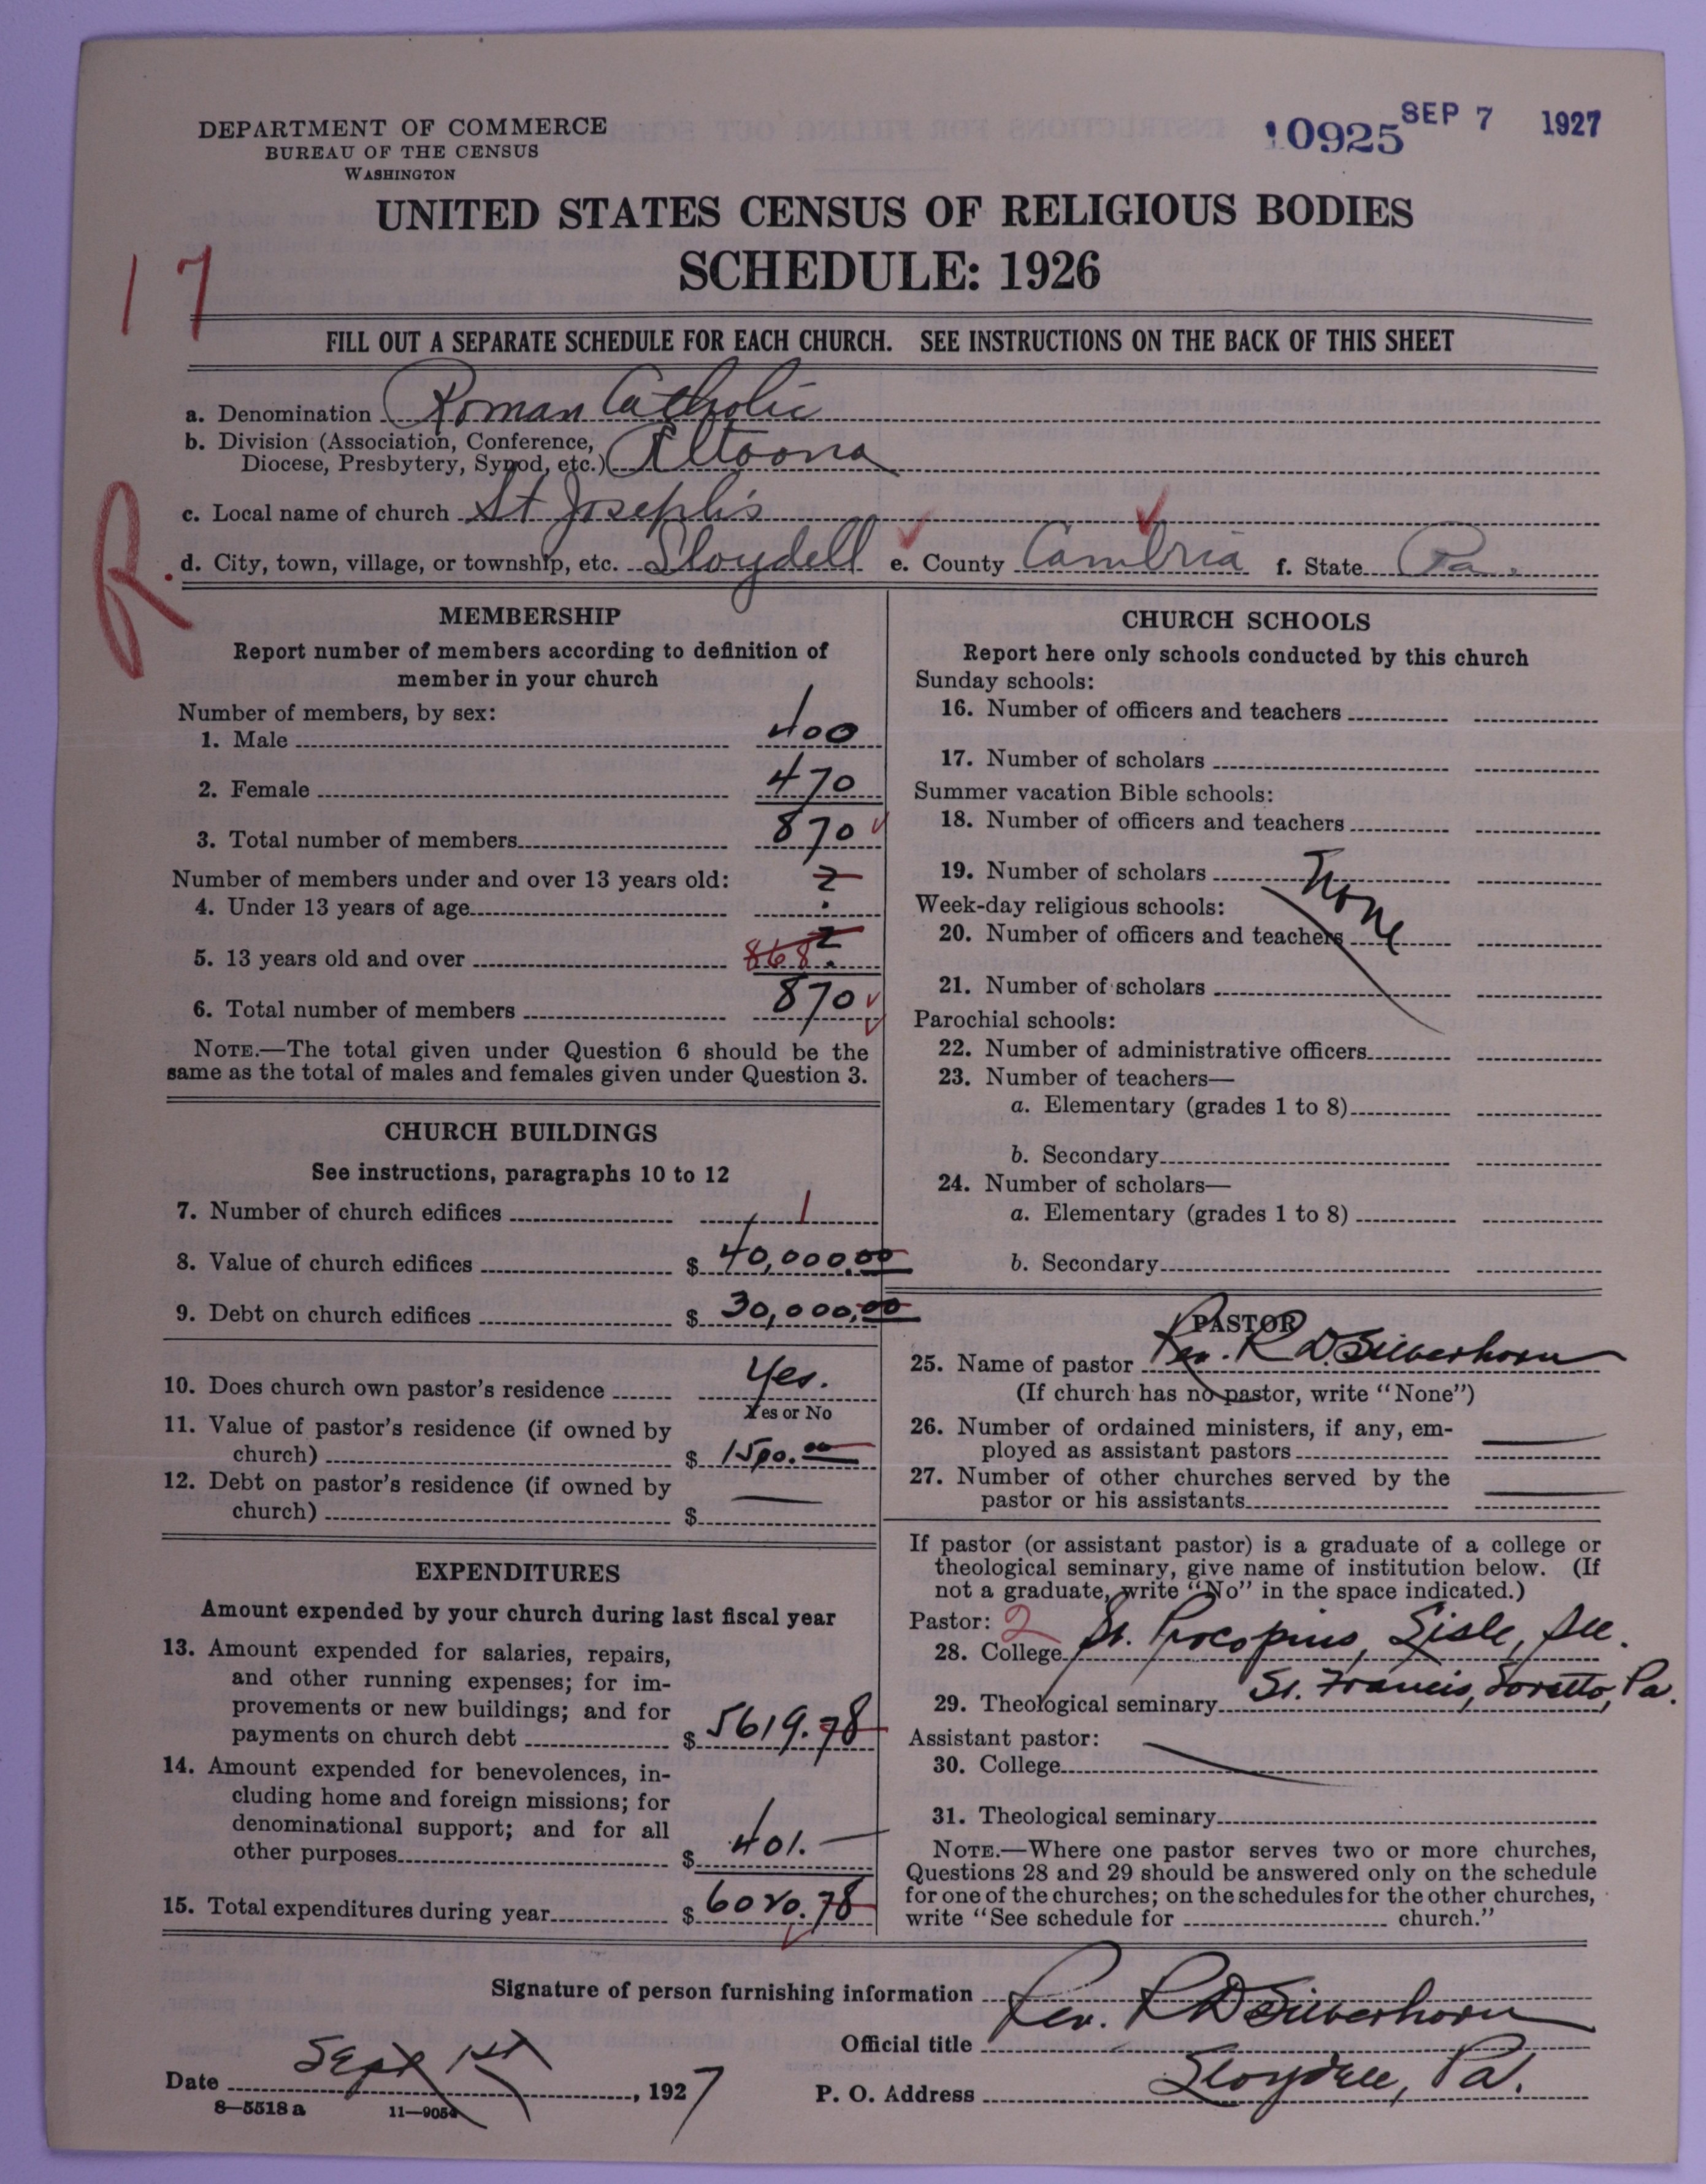 DEPARTMENT OF COMMERCE
BUREAU OF THE CENSUS
WASHINGTON
10925 SEP 7 1927
UNITED STATES CENSUS OF RELIGIOUS BODIES
SCHEDULE: 1926
17
FILL OUT A SEPARATE SCHEDULE FOR EACH CHURCH. SEE INSTRUCTIONS ON THE BACK OF THIS SHEET
a. Denomination Roman Catholic
b. Division (Association, Conference,
Diocese, Presbytery, Synod, etc.) Altoona
c. Local name of church St Joseph's
R
d. City, town, village, or township, etc. Lloydell e. County Cambria f. State Pa.
MEMBERSHIP
Report number of members according to definition of
member in your church
Number of members, by sex:
1. Male 400
2. Female 470
3. Total number of members 870
Number of members under and over 13 years old:
4. Under 13 years of age ?
5. 13 years old and over 868 ?
6. Total number of members 870
NOTE.—The total given under Question 6 should be the
same as the total of males and females given under Question 3.
CHURCH BUILDINGS
See instructions, paragraphs 10 to 12
7. Number of church edifices 1
8. Value of church edifices $ 40,000.00
9. Debt on church edifices $ 30,000.00
10. Does church own pastor's residence Yes.
Yes or No
11. Value of pastor's residence (if owned by
church) $ 1500.00
12. Debt on pastor's residence (if owned by
church) $ —
EXPENDITURES
Amount expended by your church during last fiscal year
13. Amount expended for salaries, repairs,
and other running expenses; for im-
provements or new buildings; and for
payments on church debt $ 5619.78
14. Amount expended for benevolences, in-
cluding home and foreign missions; for
denominational support; and for all
other purposes $ 401.—
15. Total expenditures during year $ 6020.78
CHURCH SCHOOLS
Report here only schools conducted by this church
Sunday schools:
16. Number of officers and teachers
17. Number of scholars
Summer vacation Bible schools:
18. Number of officers and teachers
19. Number of scholars None
Week-day religious schools:
20. Number of officers and teachers
21. Number of scholars
Parochial schools:
22. Number of administrative officers
23. Number of teachers—
a. Elementary (grades 1 to 8)
b. Secondary
24. Number of scholars—
a. Elementary (grades 1 to 8)
b. Secondary
PASTOR
25. Name of pastor Rev. R D. Silberhorn
(If church has no pastor, write "None")
26. Number of ordained ministers, if any, em-
ployed as assistant pastors —
27. Number of other churches served by the
pastor or his assistants —
If pastor (or assistant pastor) is a graduate of a college or
theological seminary, give name of institution below. (If
not a graduate, write "No" in the space indicated.)
Pastor: 2
28. College St. Procopius, Lisle, Ill.
29. Theological seminary St. Francis, Loretto, Pa.
Assistant pastor:
30. College
31. Theological seminary
NOTE.—Where one pastor serves two or more churches,
Questions 28 and 29 should be answered only on the schedule
for one of the churches; on the schedules for the other churches,
write "See schedule for church."
Signature of person furnishing information Rev. R D Silberhorn
Official title
Date Sept 1st, 1927
P. O. Address Lloydell, Pa.
8—5518 a 11—9054